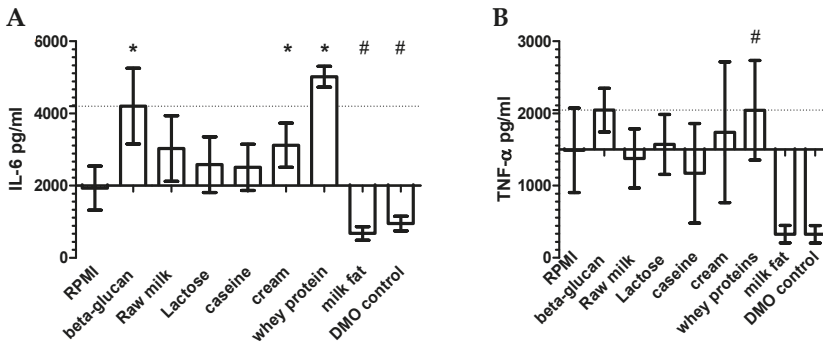 A
IL-6 pg/ml
6000
4000
2000
0
* * * # #
RPMI
beta-glucan
Raw milk
Lactose
caseine
cream
whey protein
milk fat
DMO control
B
TNF-α pg/ml
3000
2000
1000
0
#
RPMI
beta-glucan
Raw milk
Lactose
caseine
cream
whey proteins
milk fat
DMO control